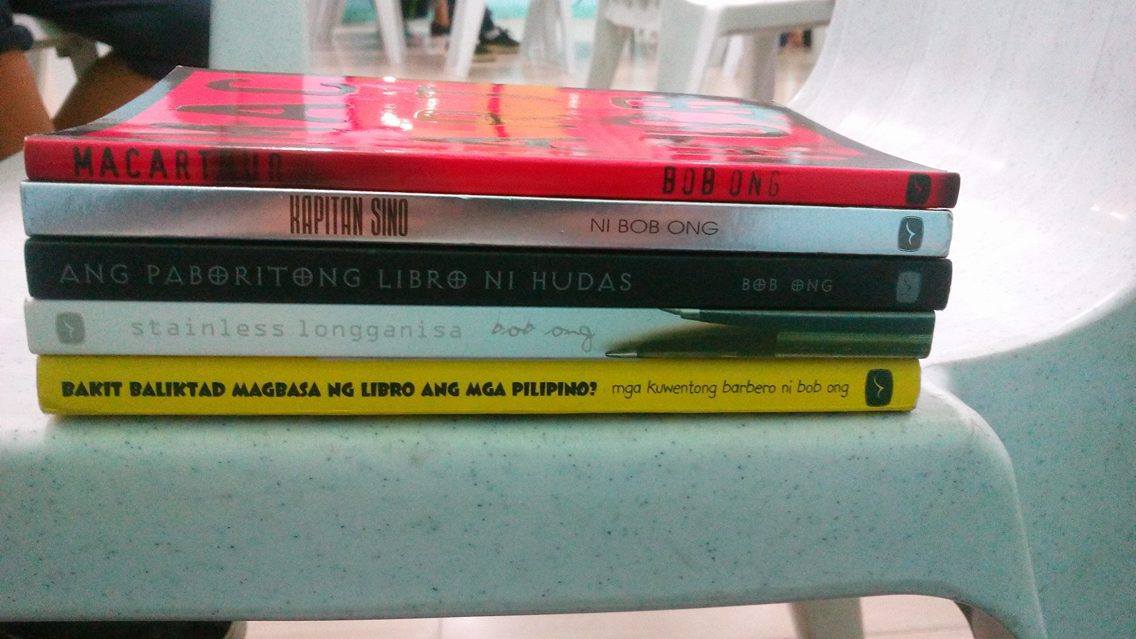 MACARTHUR BOB ONG
KAPITAN SINO NI BOB ONG
ANG PABORITONG LIBRO NI HUDAS BOB ONG
stainless longganisa bob ong
BAKIT BALIKTAD MAGBASA NG LIBRO ANG MGA PILIPINO? mga kuwentong barbero ni bob ong